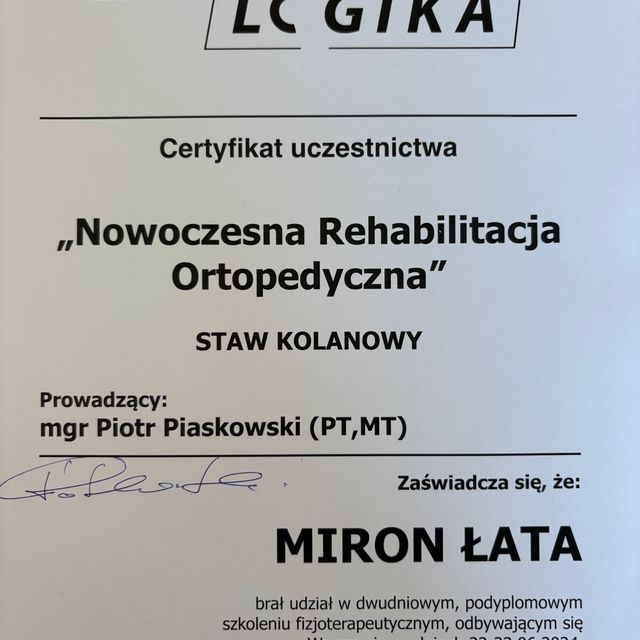 Certyfikat uczestnictwa
„Nowoczesna Rehabilitacja
Ortopedyczna”
STAW KOLANOWY
Prowadzący:
mgr Piotr Piaskowski (PT,MT)
Zaświadcza się, że:
MIRON ŁATA
brał udział w dwudniowym, podyplomowym
szkoleniu fizjoterapeutycznym, odbywającym się